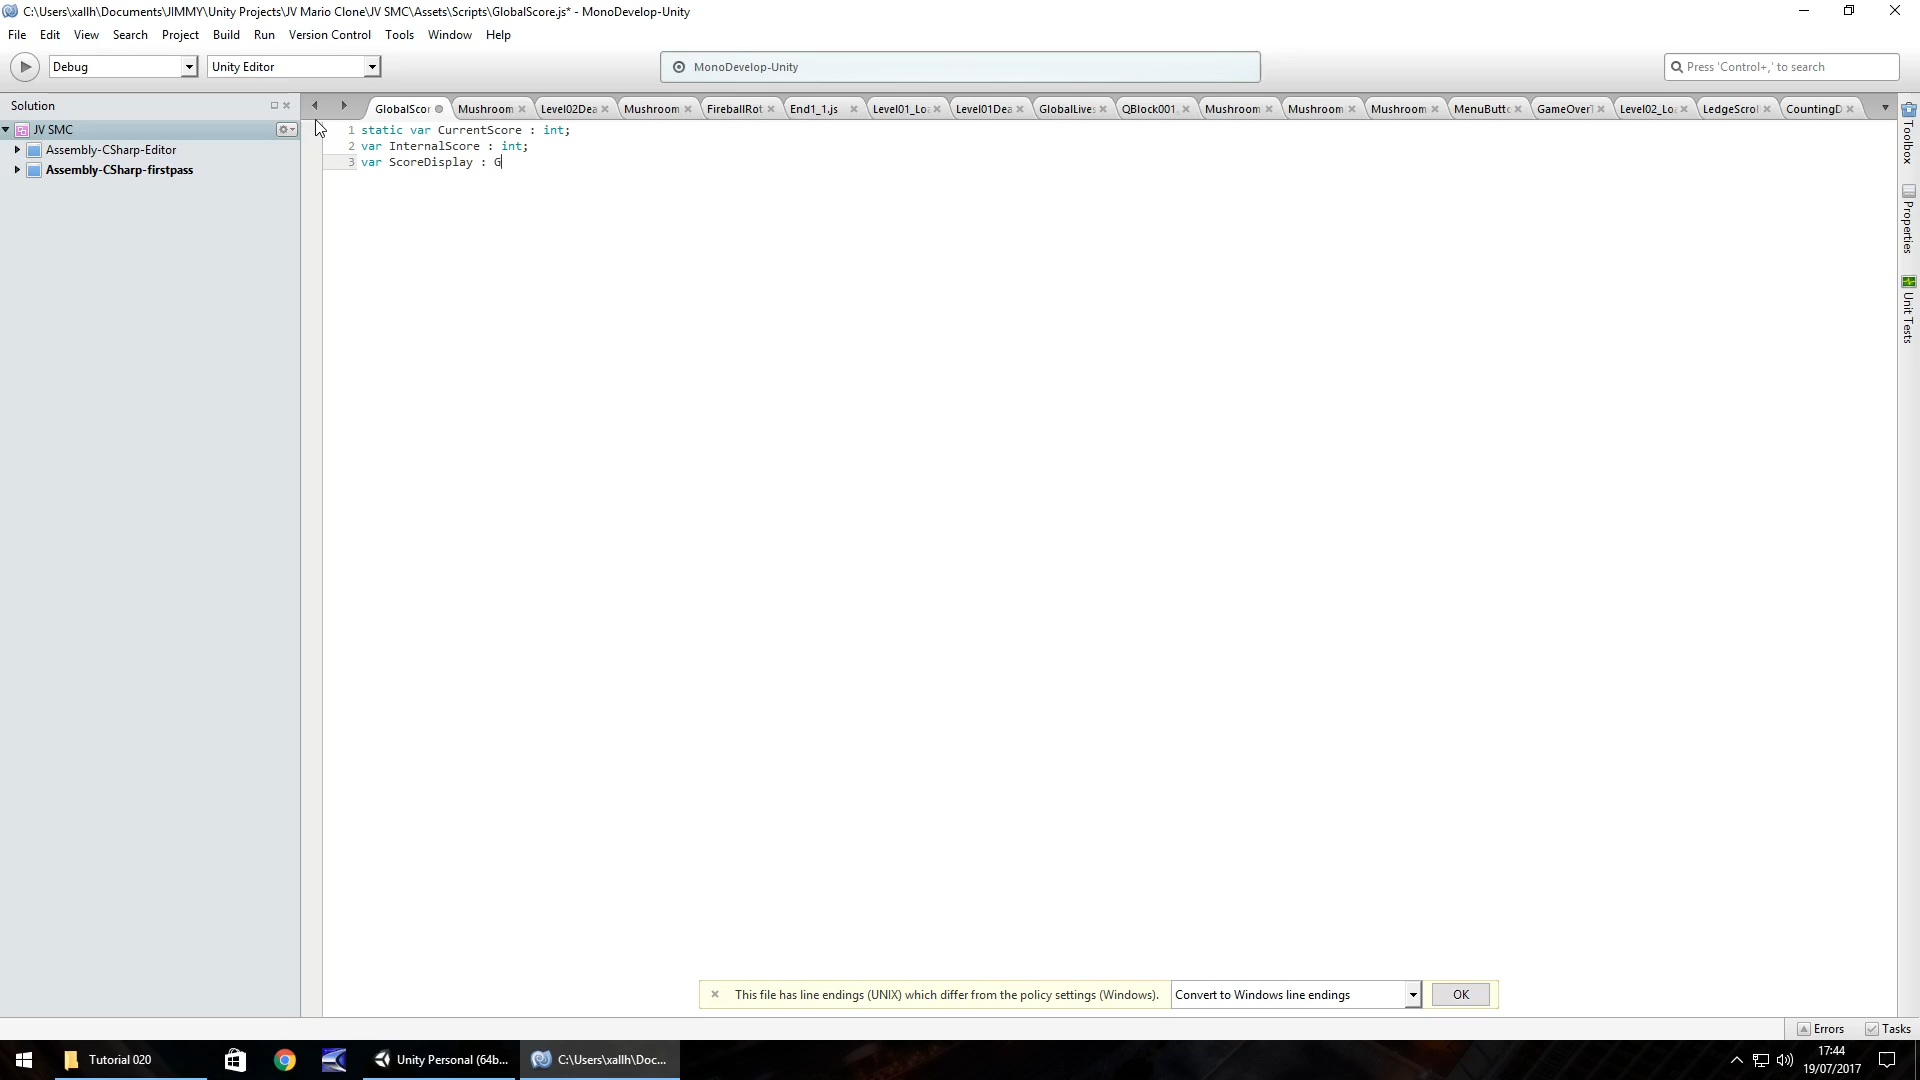 C:\Users\xallh\Documents\JIMMY\Unity Projects\JV Mario Clone\JV SMC\Assets\Scripts\GlobalScore.js* - MonoDevelop-Unity
File Edit View Search Project Build Run Version Control Tools Window Help
Debug Unity Editor MonoDevelop-Unity Press 'Control+,' to search
Solution
GlobalScor Mushroom Level02Dea Mushroom FireballRot End1_1.js Level01_Lo Level01Dea GlobalLive QBlock001. Mushroom Mushroom Mushroom MenuButt GameOverT Level02_Lo LedgeScrol CountingD
JV SMC
Assembly-CSharp-Editor
Assembly-CSharp-firstpass
1 static var CurrentScore : int;
2 var InternalScore : int;
3 var ScoreDisplay : G
Toolbox
Properties
Unit Tests
This file has line endings (UNIX) which differ from the policy settings (Windows). Convert to Windows line endings OK
Errors Tasks
Tutorial 020 Unity Personal (64b... C:\Users\xallh\Doc...
17:44
19/07/2017